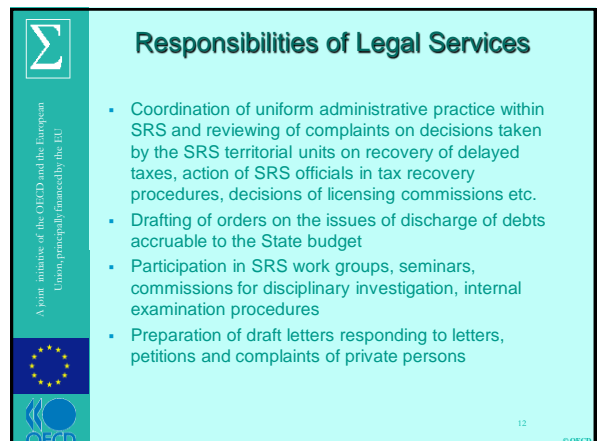 Σ
Responsibilities of Legal Services
A joint initiative of the OECD and the European
Union, principally financed by the EU
▪ Coordination of uniform administrative practice within
SRS and reviewing of complaints on decisions taken
by the SRS territorial units on recovery of delayed
taxes, action of SRS officials in tax recovery
procedures, decisions of licensing commissions etc.
▪ Drafting of orders on the issues of discharge of debts
accruable to the State budget
▪ Participation in SRS work groups, seminars,
commissions for disciplinary investigation, internal
examination procedures
▪ Preparation of draft letters responding to letters,
petitions and complaints of private persons
12
OECD
© OECD